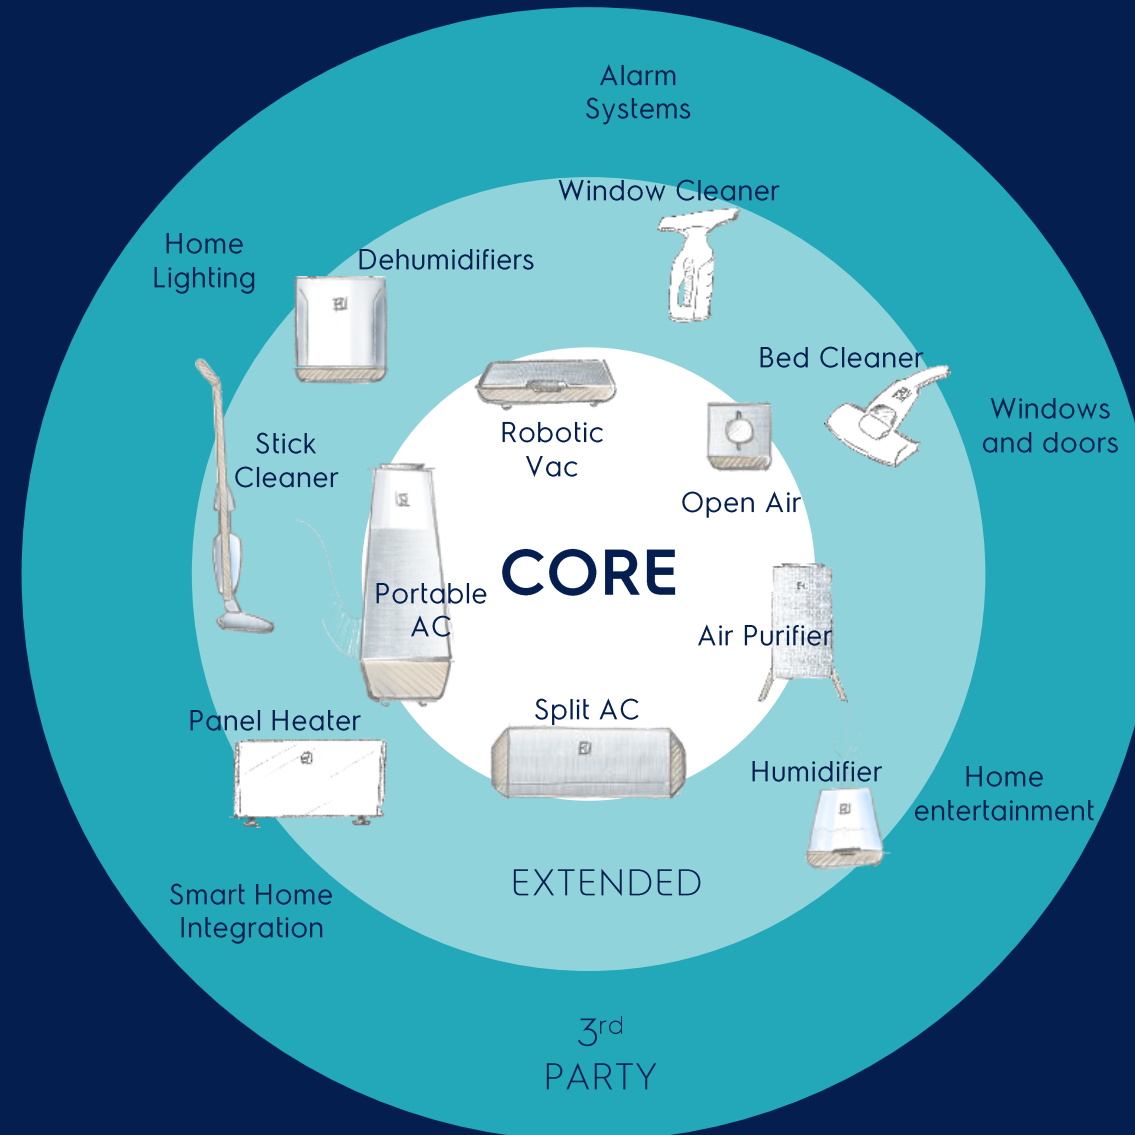 Alarm
Systems
Window Cleaner
Home
Lighting
Dehumidifiers
Bed Cleaner
Windows
and doors
Stick
Cleaner
Robotic
Vac
Open Air
CORE
Portable
AC
Air Purifier
Split AC
Panel Heater
Humidifier
Home
entertainment
EXTENDED
Smart Home
Integration
3rd
PARTY